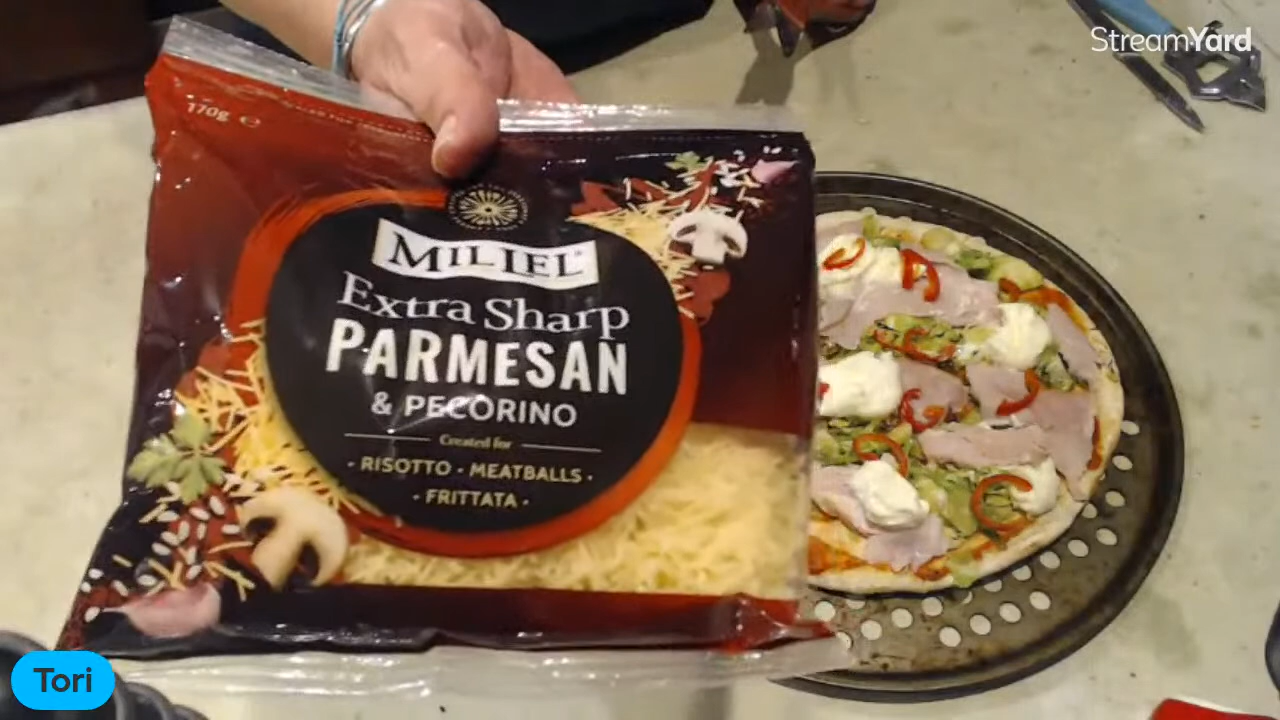 StreamYard
170g ℮
MILLEL
Extra Sharp
PARMESAN
& PECORINO
Created for
• RISOTTO • MEATBALLS •
• FRITTATA •
Tori